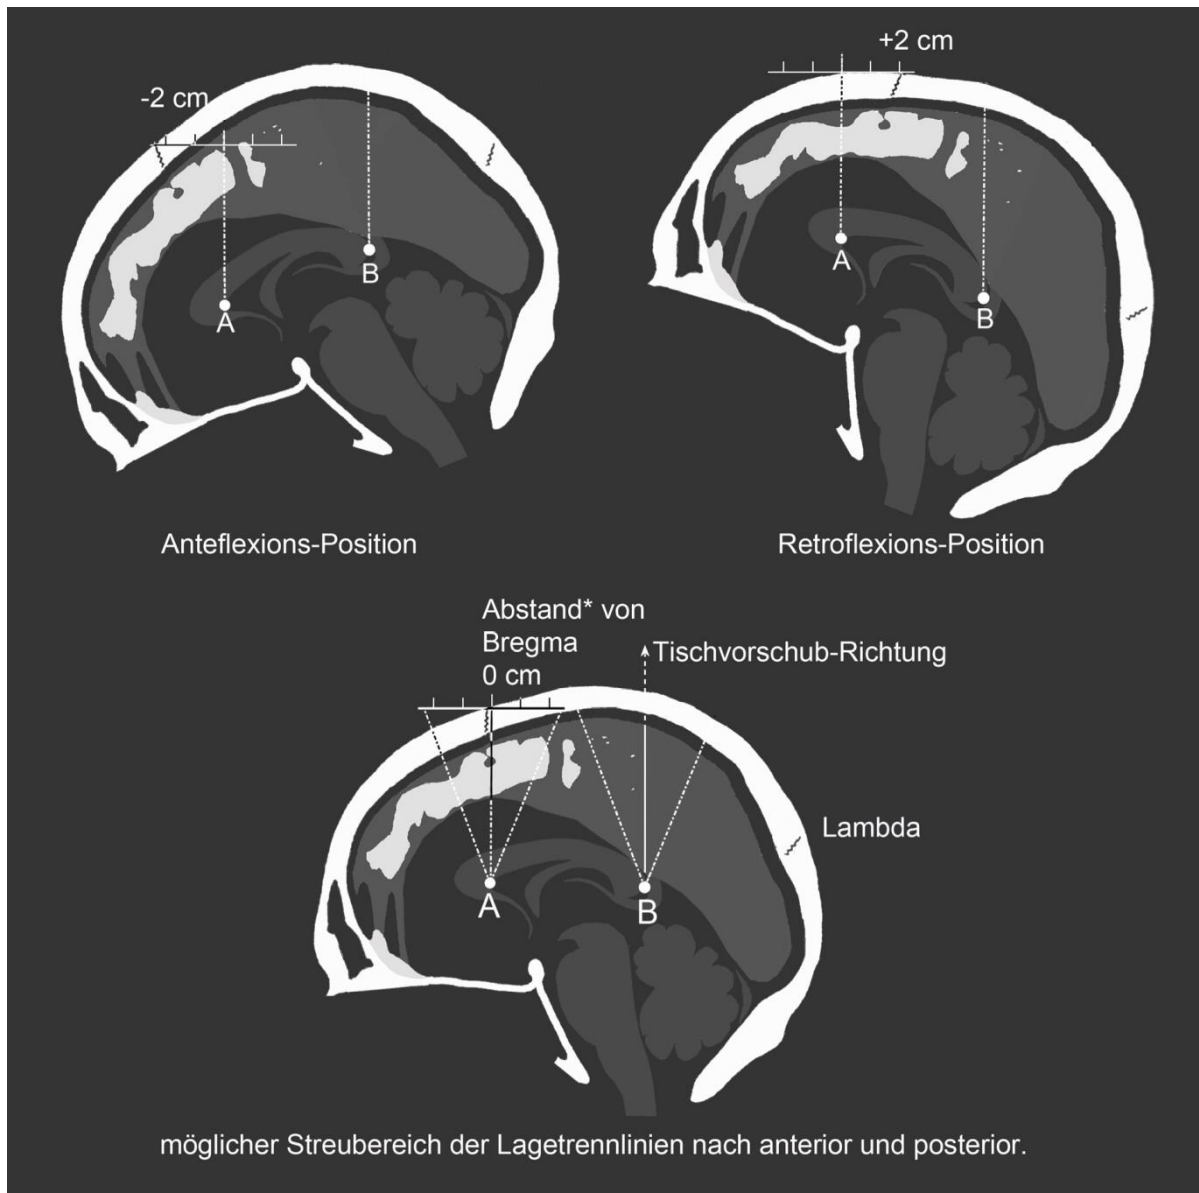 -2 cm
A
B
Anteflexions-Position
+2 cm
A
B
Retroflexions-Position
Abstand* von
Bregma
0 cm
Tischvorschub-Richtung
Lambda
A
B
möglicher Streubereich der Lagetrennlinien nach anterior und posterior.